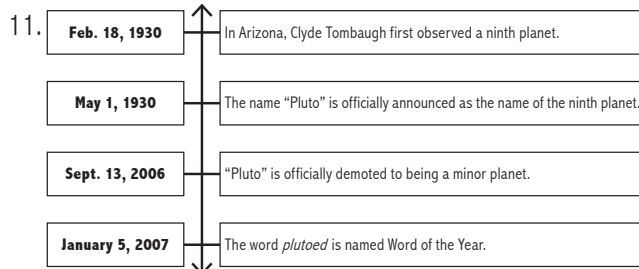 11. Feb. 18, 1930 In Arizona, Clyde Tombaugh first observed a ninth planet.
May 1, 1930 The name “Pluto” is officially announced as the name of the ninth planet.
Sept. 13, 2006 “Pluto” is officially demoted to being a minor planet.
January 5, 2007 The word plutoed is named Word of the Year.